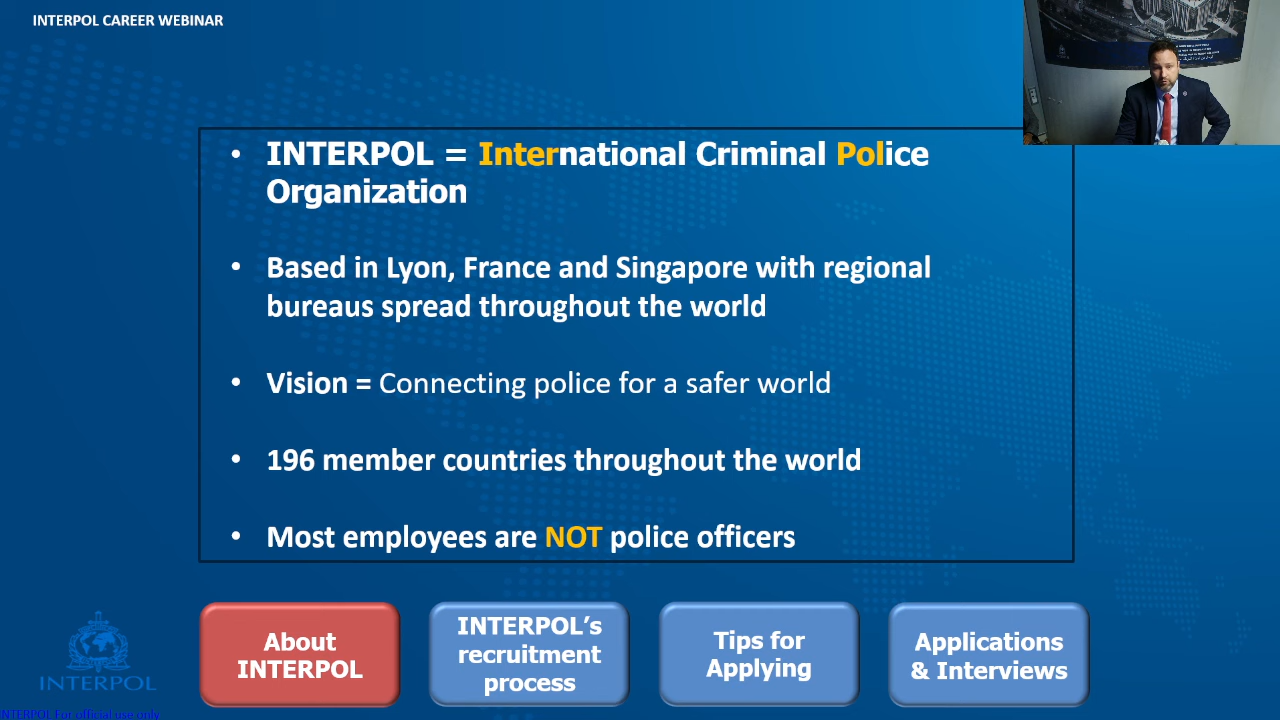 INTERPOL CAREER WEBINAR
• INTERPOL = International Criminal Police
Organization
• Based in Lyon, France and Singapore with regional
bureaus spread throughout the world
• Vision = Connecting police for a safer world
• 196 member countries throughout the world
• Most employees are NOT police officers
About
INTERPOL
INTERPOL’s
recruitment
process
Tips for
Applying
Applications
& Interviews
INTERPOL
INTERPOL For official use only